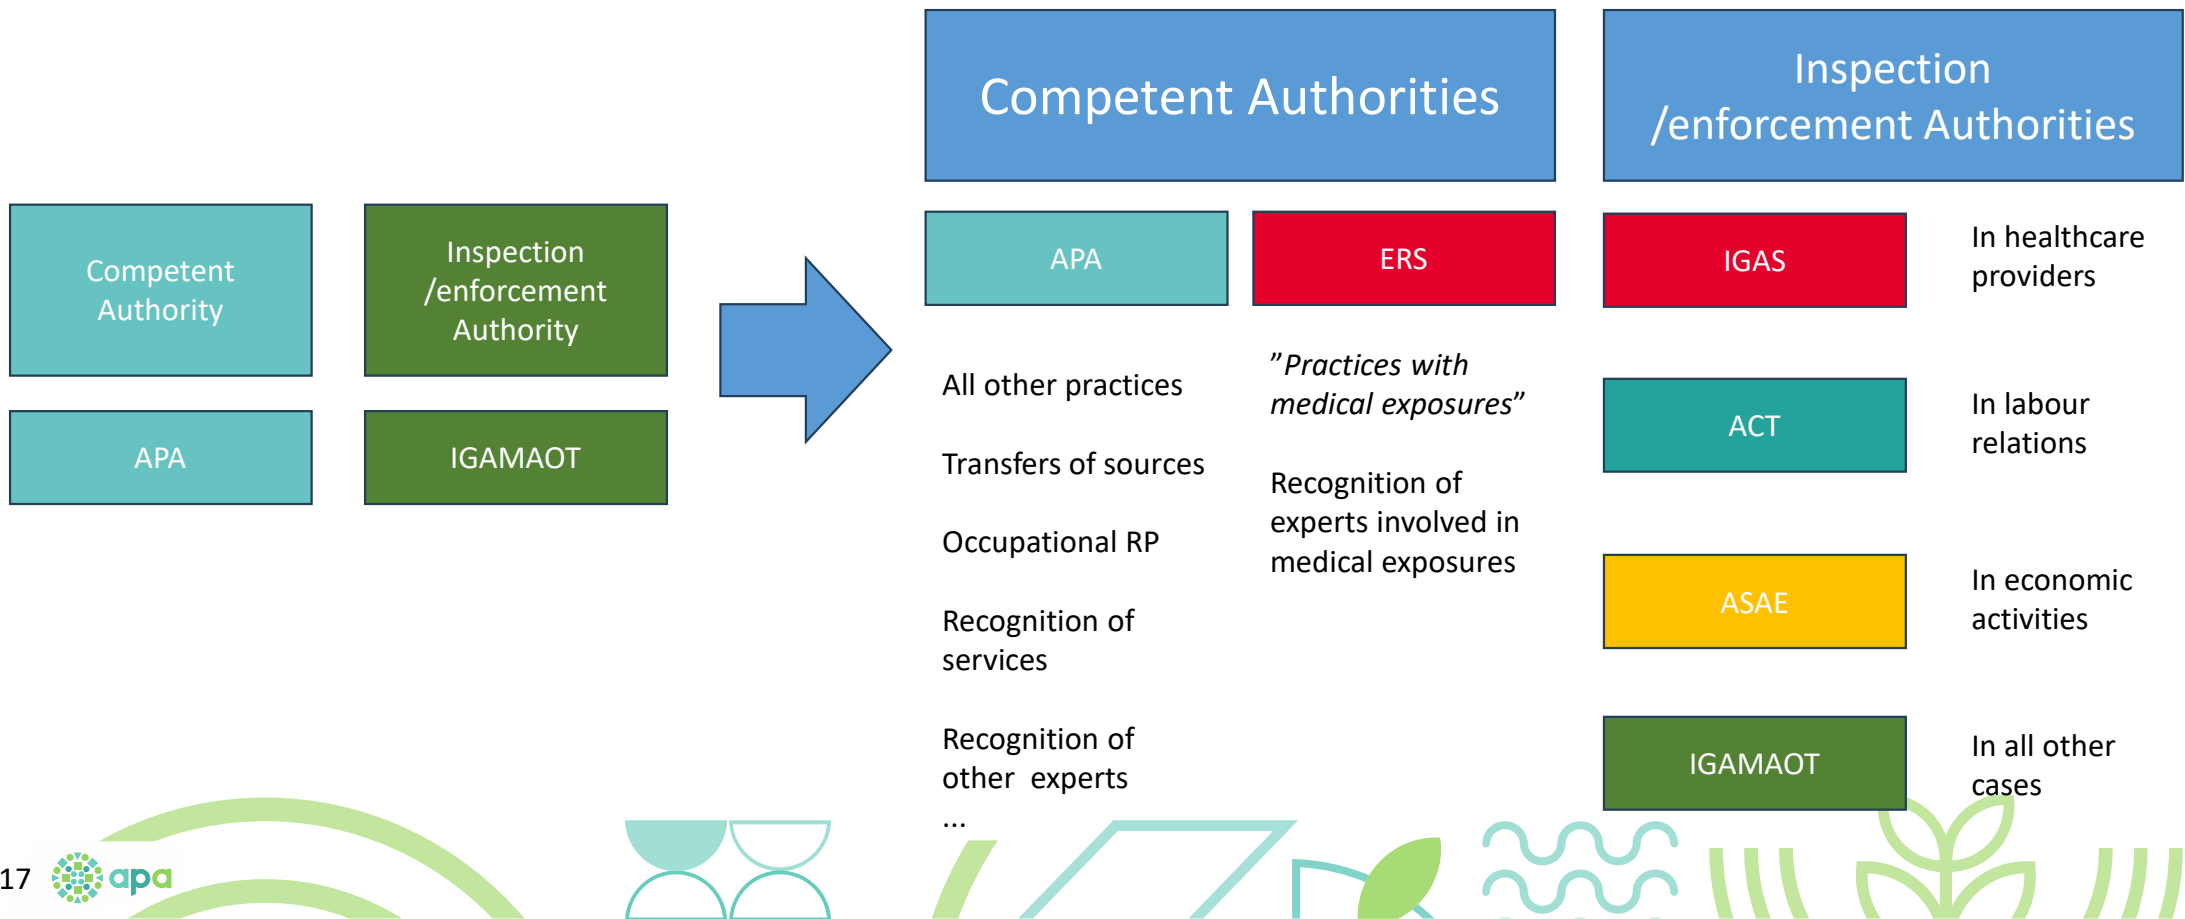 Competent
Authority
Inspection
/enforcement
Authority
APA
IGAMAOT
Competent Authorities
Inspection
/enforcement Authorities
APA
ERS
All other practices
Transfers of sources
Occupational RP
Recognition of
services
Recognition of
other  experts
...
”Practices with
medical exposures”
Recognition of
experts involved in
medical exposures
IGAS
In healthcare
providers
ACT
In labour
relations
ASAE
In economic
activities
IGAMAOT
In all other
cases
17
apa